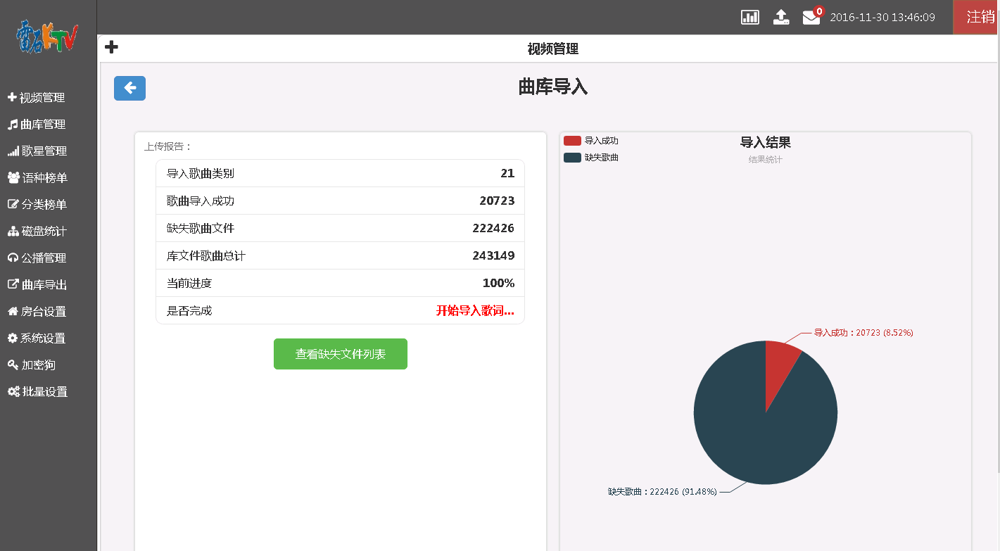 雷石KTV
0
2016-11-30 13:46:09
注销
视频管理
曲库管理
歌星管理
语种榜单
分类榜单
磁盘统计
公播管理
曲库导出
房台设置
系统设置
加密狗
批量设置
视频管理
曲库导入
上传报告：
导入歌曲类别 21
歌曲导入成功 20723
缺失歌曲文件 222426
库文件歌曲总计 243149
当前进度 100%
是否完成 开始导入歌词...
查看缺失文件列表
导入成功
缺失歌曲
导入结果
结果统计
导入成功：20723 (8.52%)
缺失歌曲：222426 (91.48%)